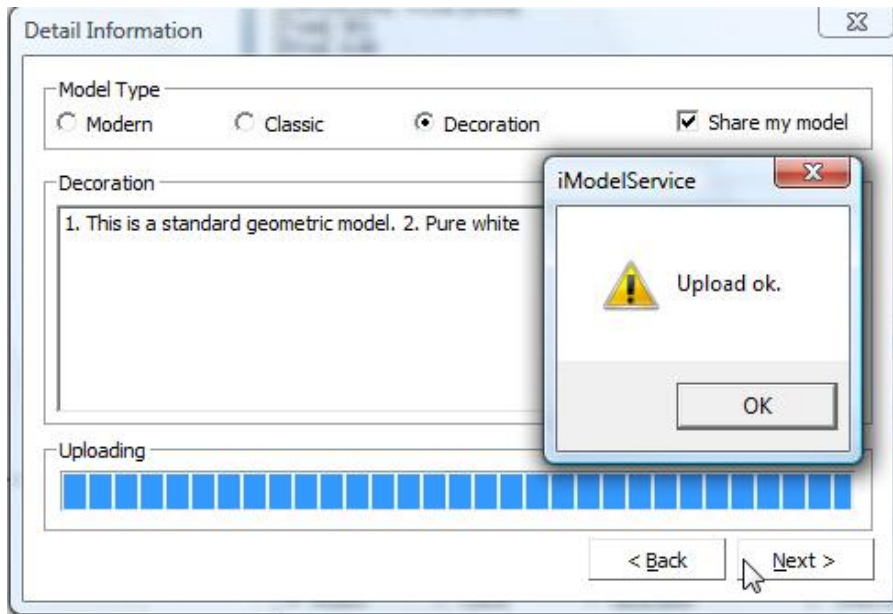 Detail Information
Model Type
Modern Classic Decoration Share my model
Decoration
1. This is a standard geometric model. 2. Pure white
iModelService
Upload ok.
OK
Uploading
< Back Next >